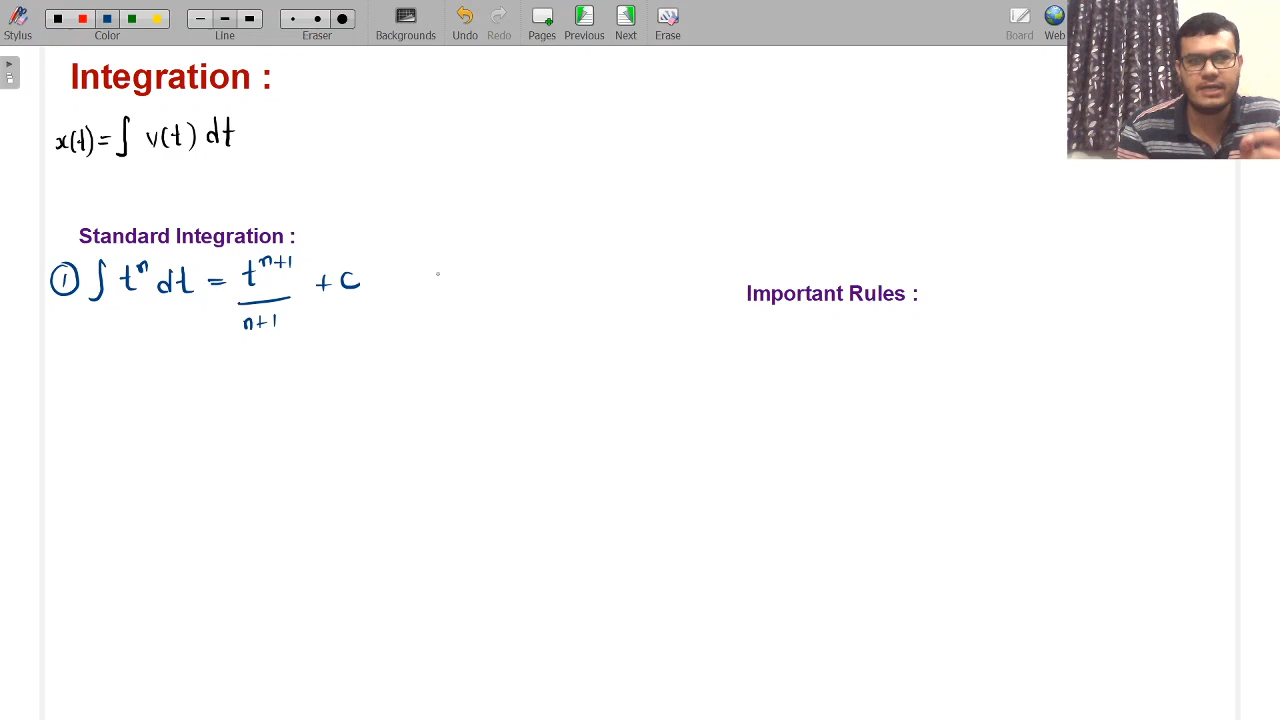 Stylus Color Line Eraser Backgrounds Undo Redo Pages Previous Next Erase Board Web
Integration :
x(t) = ∫ v(t) dt
Standard Integration :
① ∫ tⁿ dt = tⁿ⁺¹ / n+1 + c
Important Rules :